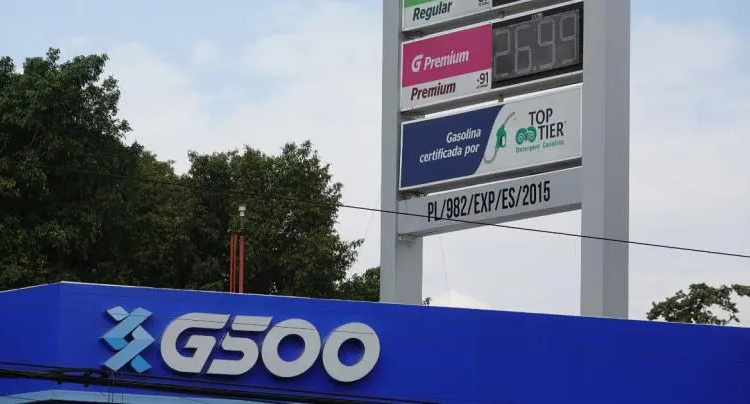 Regular
G Premium
26.99
Premium
91
Gasolina
certificada por
TOP
TIER
Detergent Gasoline
PL/982/EXP/ES/2015
G500